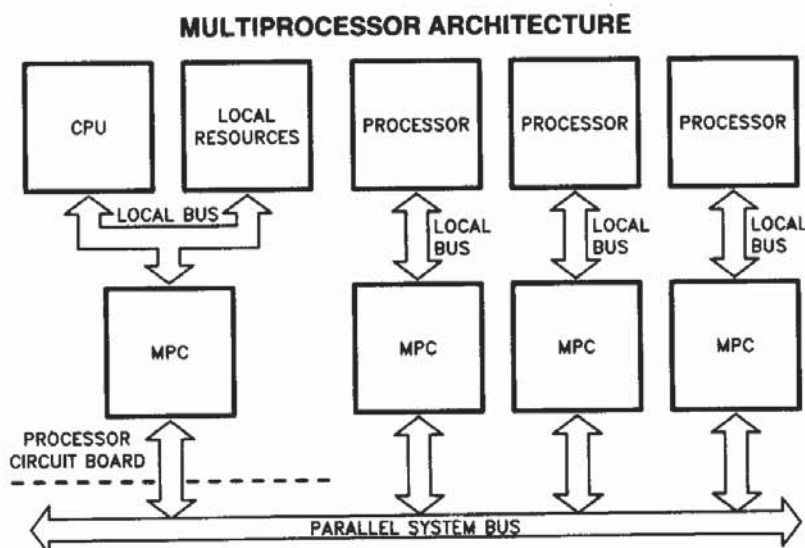 MULTIPROCESSOR ARCHITECTURE
CPU
LOCAL
RESOURCES
PROCESSOR
PROCESSOR
PROCESSOR
LOCAL BUS
LOCAL
BUS
LOCAL
BUS
LOCAL
BUS
MPC
MPC
MPC
MPC
PROCESSOR
CIRCUIT BOARD
PARALLEL SYSTEM BUS